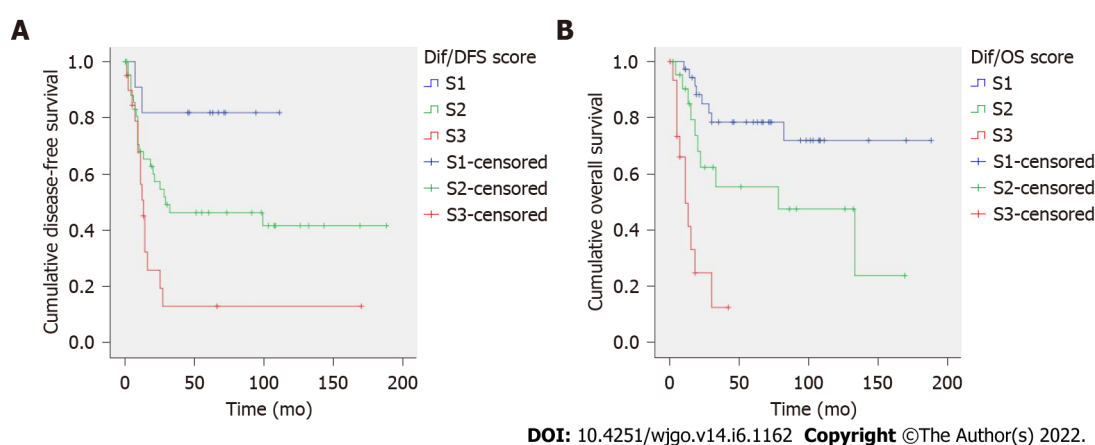 A
Dif/DFS score
S1
S2
S3
S1-censored
S2-censored
S3-censored
Cumulative disease-free survival
1.0
0.8
0.6
0.4
0.2
0.0
0 50 100 150 200
Time (mo)
B
Dif/OS score
S1
S2
S3
S1-censored
S2-censored
S3-censored
Cumulative overall survival
1.0
0.8
0.6
0.4
0.2
0.0
0 50 100 150 200
Time (mo)
DOI: 10.4251/wjgo.v14.i6.1162 Copyright ©The Author(s) 2022.